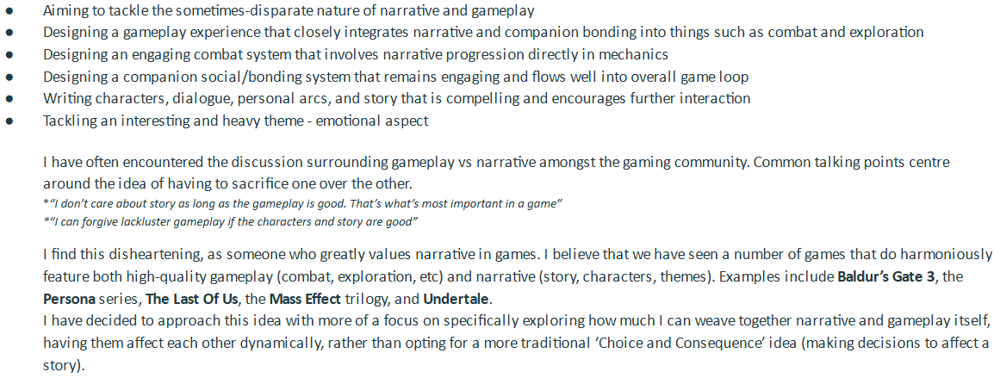 ● Aiming to tackle the sometimes-disparate nature of narrative and gameplay
● Designing a gameplay experience that closely integrates narrative and companion bonding into things such as combat and exploration
● Designing an engaging combat system that involves narrative progression directly in mechanics
● Designing a companion social/bonding system that remains engaging and flows well into overall game loop
● Writing characters, dialogue, personal arcs, and story that is compelling and encourages further interaction
● Tackling an interesting and heavy theme - emotional aspect
I have often encountered the discussion surrounding gameplay vs narrative amongst the gaming community. Common talking points centre
around the idea of having to sacrifice one over the other.
*“I don’t care about story as long as the gameplay is good. That’s what’s most important in a game”
*“I can forgive lackluster gameplay if the characters and story are good”
I find this disheartening, as someone who greatly values narrative in games. I believe that we have seen a number of games that do harmoniously
feature both high-quality gameplay (combat, exploration, etc) and narrative (story, characters, themes). Examples include Baldur’s Gate 3, the
Persona series, The Last Of Us, the Mass Effect trilogy, and Undertale.
I have decided to approach this idea with more of a focus on specifically exploring how much I can weave together narrative and gameplay itself,
having them affect each other dynamically, rather than opting for a more traditional ‘Choice and Consequence’ idea (making decisions to affect a
story).